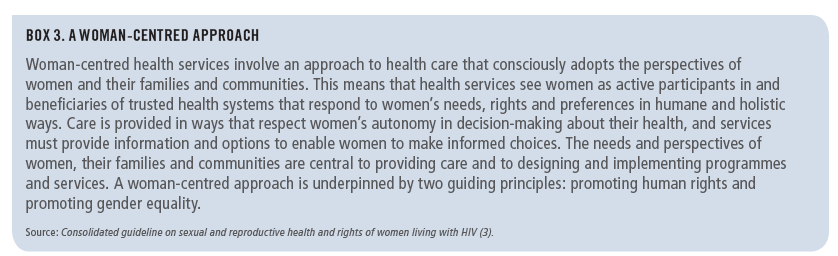 BOX 3. A WOMAN-CENTRED APPROACH
Woman-centred health services involve an approach to health care that consciously adopts the perspectives of
women and their families and communities. This means that health services see women as active participants in and
beneficiaries of trusted health systems that respond to women's needs, rights and preferences in humane and holistic
ways. Care is provided in ways that respect women's autonomy in decision-making about their health, and services
must provide information and options to enable women to make informed choices. The needs and perspectives of
women, their families and communities are central to providing care and to designing and implementing programmes
and services. A woman-centred approach is underpinned by two guiding principles: promoting human rights and
promoting gender equality.
Source: Consolidated guideline on sexual and reproductive health and rights of women living with HIV (3).